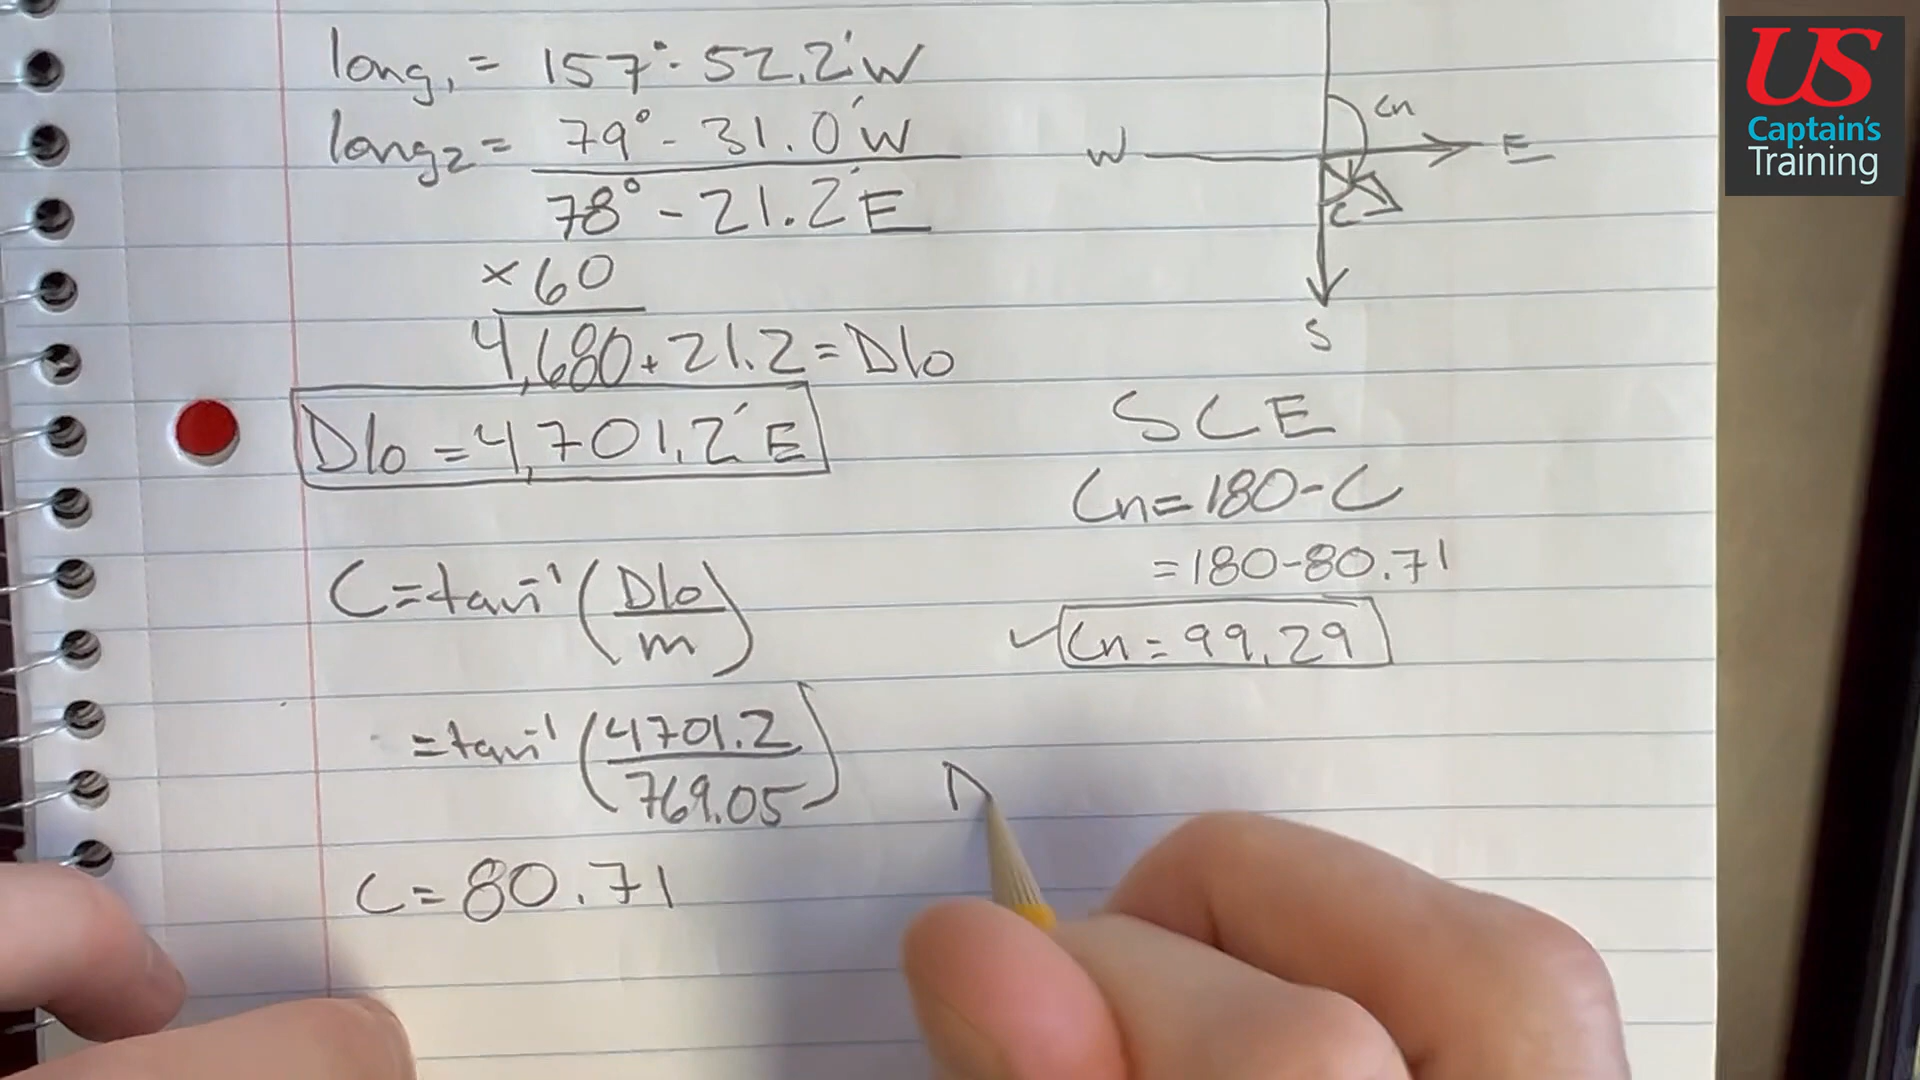 long₁ = 157° - 52.2' W
long₂ = 79° - 31.0' W
78° - 21.2' E
× 60
4,680 + 21.2 = Dlo
Dlo = 4,701.2' E
C = tan⁻¹ (Dlo/m)
= tan⁻¹ (4701.2/769.05)
C = 80.71
Cn
W E
C
S
S C E
Cn = 180 - C
= 180 - 80.71
✓ Cn = 99.29
D
US
Captain's
Training